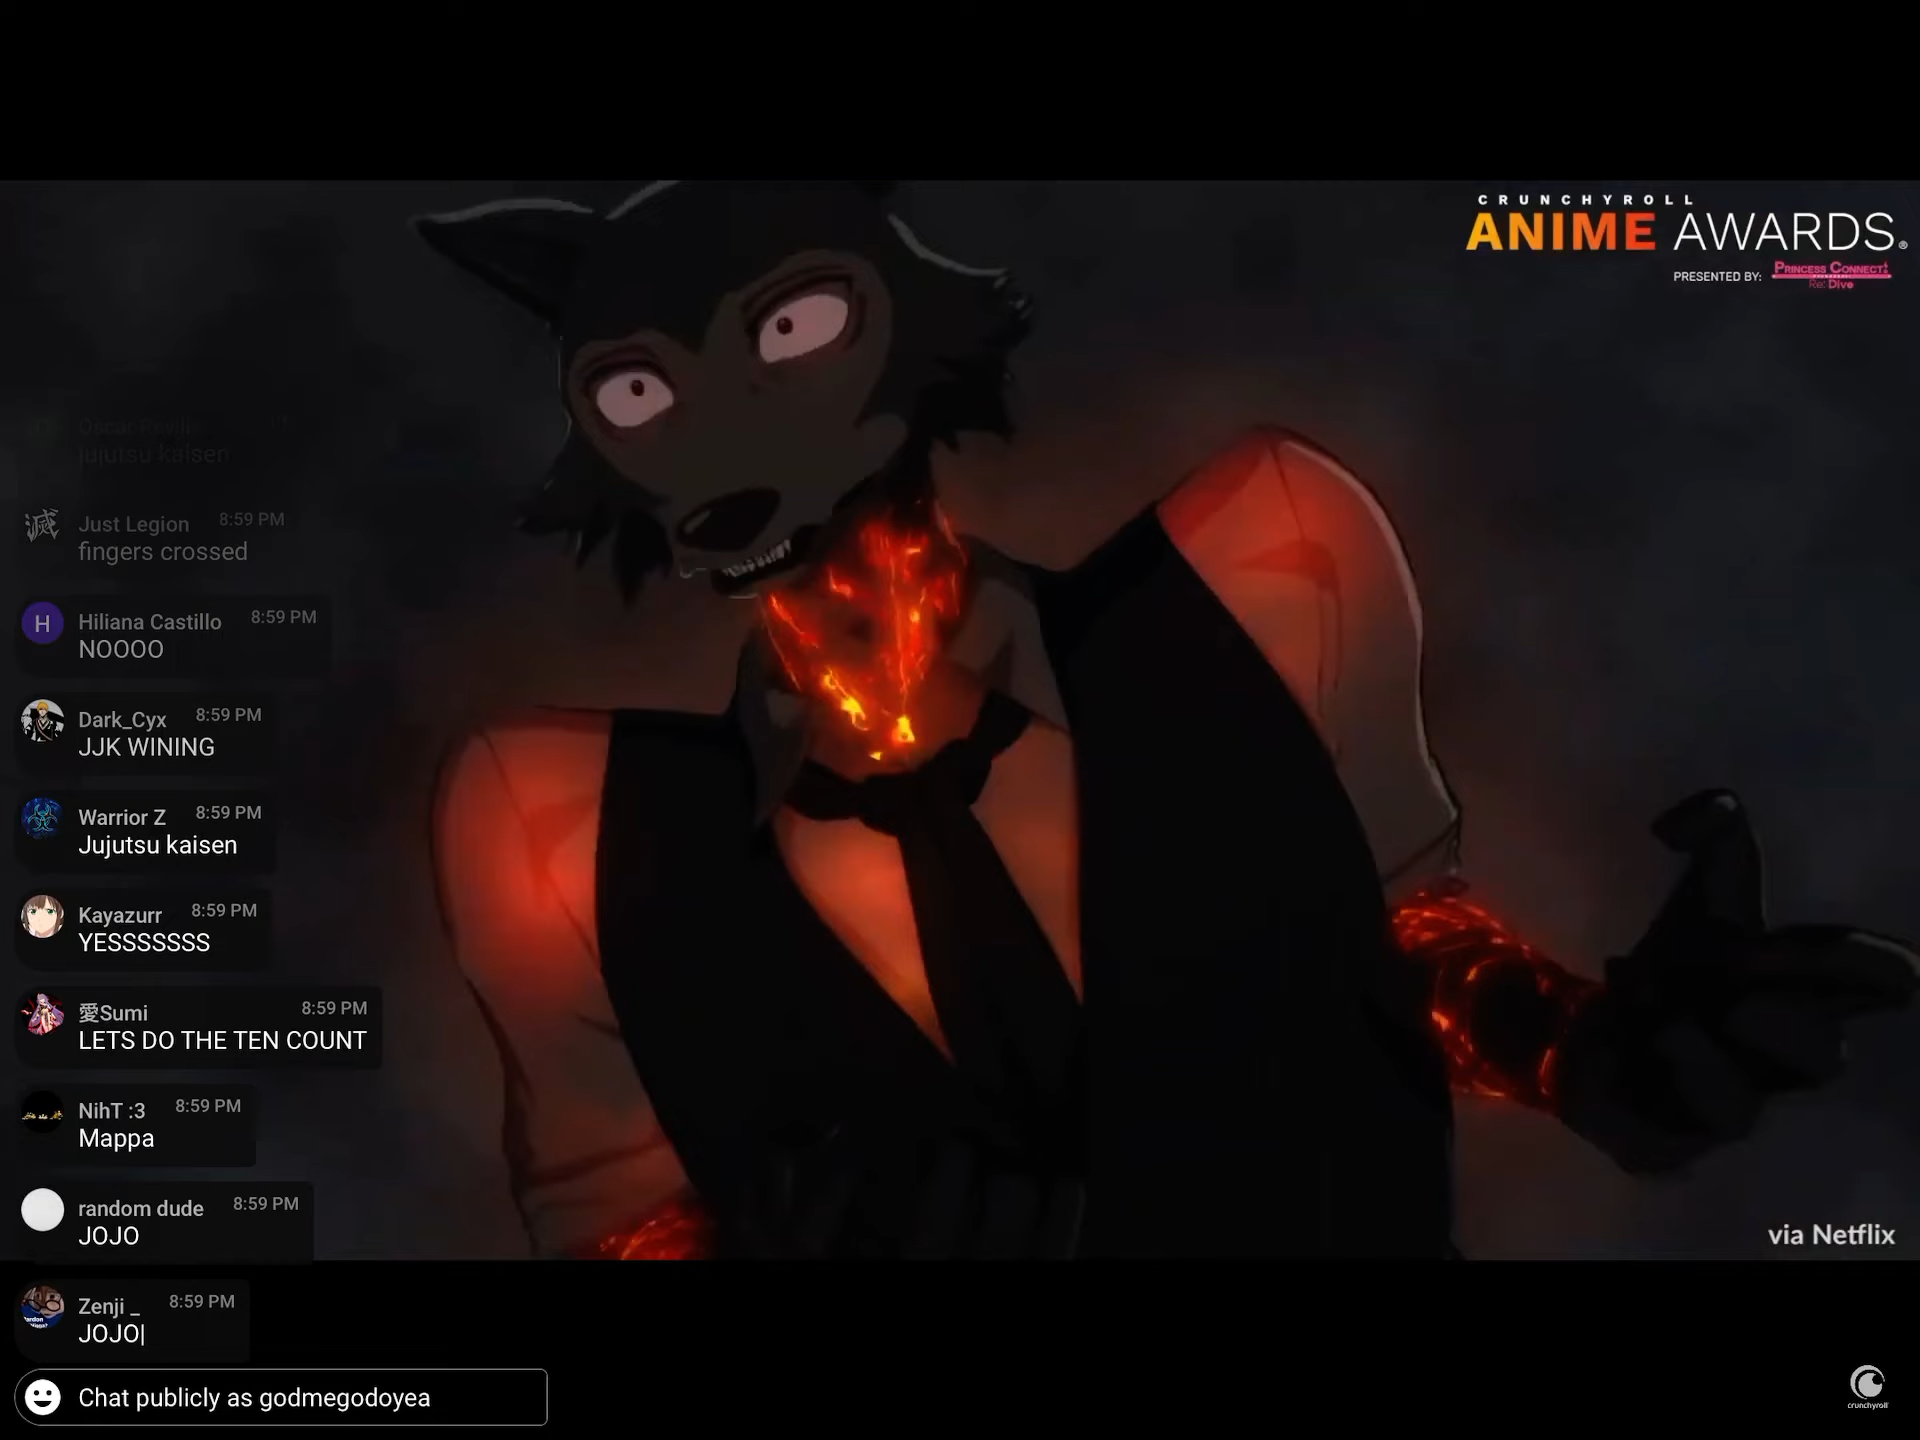 CRUNCHYROLL
ANIME AWARDS®
PRESENTED BY: PRINCESS CONNECT! Re: Dive
jujutsu kaisen
滅 Just Legion 8:59 PM
fingers crossed
H Hiliana Castillo 8:59 PM
NOOOO
Dark_Cyx 8:59 PM
JJK WINING
Warrior Z 8:59 PM
Jujutsu kaisen
Kayazurr 8:59 PM
YESSSSSSS
愛Sumi 8:59 PM
LETS DO THE TEN COUNT
NihT :3 8:59 PM
Mappa
random dude 8:59 PM
JOJO
via Netflix
Zenji _ 8:59 PM
JOJO|
Chat publicly as godmegodoyea
crunchyroll